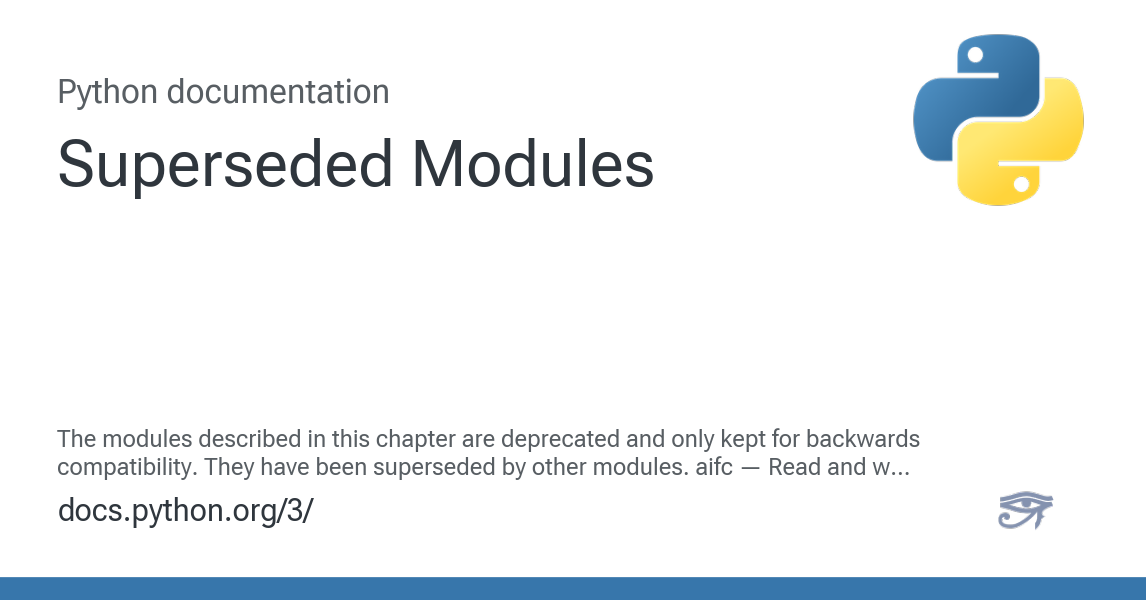 Python documentation
Superseded Modules
The modules described in this chapter are deprecated and only kept for backwards
compatibility. They have been superseded by other modules. aifc — Read and w...
docs.python.org/3/